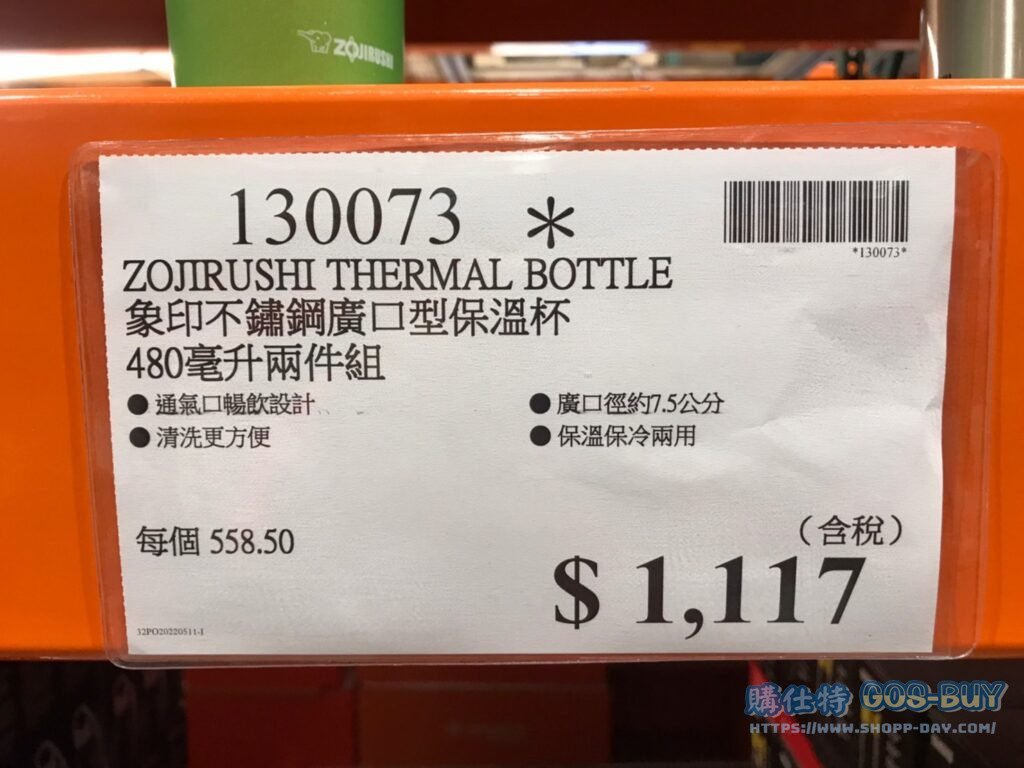 ZOJIRUSHI
130073 *
*130073*
ZOJIRUSHI THERMAL BOTTLE
象印不鏽鋼廣口型保溫杯
480毫升兩件組
● 通氣口暢飲設計
● 廣口徑約7.5公分
● 清洗更方便
● 保溫保冷兩用
每個 558.50
（含稅）
$ 1,117
32PO20220511-1
購仕特 GOS-BUY
HTTPS://WWW.SHOPP-DAY.COM/